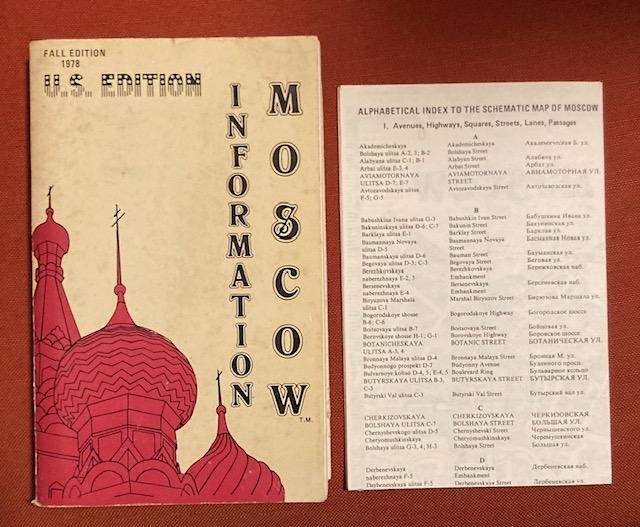 FALL EDITION
1978
U.S. EDITION
INFORMATION
MOSCOW
T.M.
ALPHABETICAL INDEX TO THE SCHEMATIC MAP OF MOSCOW
I. Avenues, Highways, Squares, Streets, Lanes, Passages
A
Akademicheskaya Akademicheskaya Академическая Б. ул.
Bolshaya ulitsa A-2, 3; B-2 Bolshaya Street
Alabyana ulitsa C-1; B-1 Alabyan Street Алабяна ул.
Arbat ulitsa E-3, 4 Arbat Street Арбат ул.
AVIAMOTORNAYA AVIAMOTORNAYA АВИАМОТОРНАЯ УЛ.
ULITSA D-7; E-7 STREET
Avtozavodskaya ulitsa Avtozavodskaya Street Автозаводская ул.
F-5; G-5
B
Babushkina Ivana ulitsa G-3 Babushkin Ivan Street Бабушкина Ивана ул.
Bakuninskaya ulitsa D-6; C-7 Bakunin Street Бакунинская ул.
Barklaya ulitsa E-1 Barklay Street Барклая ул.
Baumannaya Novaya Baumannaya Novaya Басманная Новая ул.
ulitsa D-5 Street
Baumanskaya ulitsa D-6 Bauman Street Бауманская ул.
Begovaya ulitsa D-3; C-3 Begovaya Street Беговая ул.
Berezhkovskaya Berezhkovskaya Бережковская наб.
naberezhnaya E-2, 3 Embankment
Bersenevskaya Bersenevskaya Берсеневская наб.
naberezhnaya E-4 Embankment
Biryuzova Marshala Marshal Biryuzov Street Бирюзова Маршала ул.
ulitsa C-1
Bogorodskoye shosse Bogorodskoye Highway Богородское шоссе
B-6; C-6
Boitsovaya ulitsa B-7 Boitsovaya Street Бойцовая ул.
Borovskoye shosse H-1; G-1 Borovskoye Highway Боровское шоссе
BOTANICHESKAYA BOTANIC STREET БОТАНИЧЕСКАЯ УЛ.
ULITSA A-3, 4
Bronnaya Malaya ulitsa D-4 Bronnaya Malaya Street Бронная М. ул.
Budyonnogo prospekt D-7 Budyonny Avenue Буденного просп.
Bulvarnoye koltso D-4, 5; E-4, 5 Boulevard Ring Бульварное кольцо
BUTYRSKAYA ULITSA B-3, BUTYRSKAYA STREET БУТЫРСКАЯ УЛ.
C-3
Butyrski Val ulitsa C-3 Butyrski Val Street Бутырский вал ул.
C
CHERKIZOVSKAYA CHERKIZOVSKAYA ЧЕРКИЗОВСКАЯ
BOLSHAYA ULITSA C-7 BOLSHAYA STREET БОЛЬШАЯ УЛ.
Chernyshevskogo ulitsa D-5 Chernyshevski Street Чернышевского ул.
Cheryomushkinskaya Cheryomushkinskaya Черемушкинская
Bolshaya ulitsa G-3, 4; H-3 Bolshaya Street Большая ул.
D
Derbenevskaya Derbenevskaya Дербеневская наб.
naberezhnaya F-5 Embankment